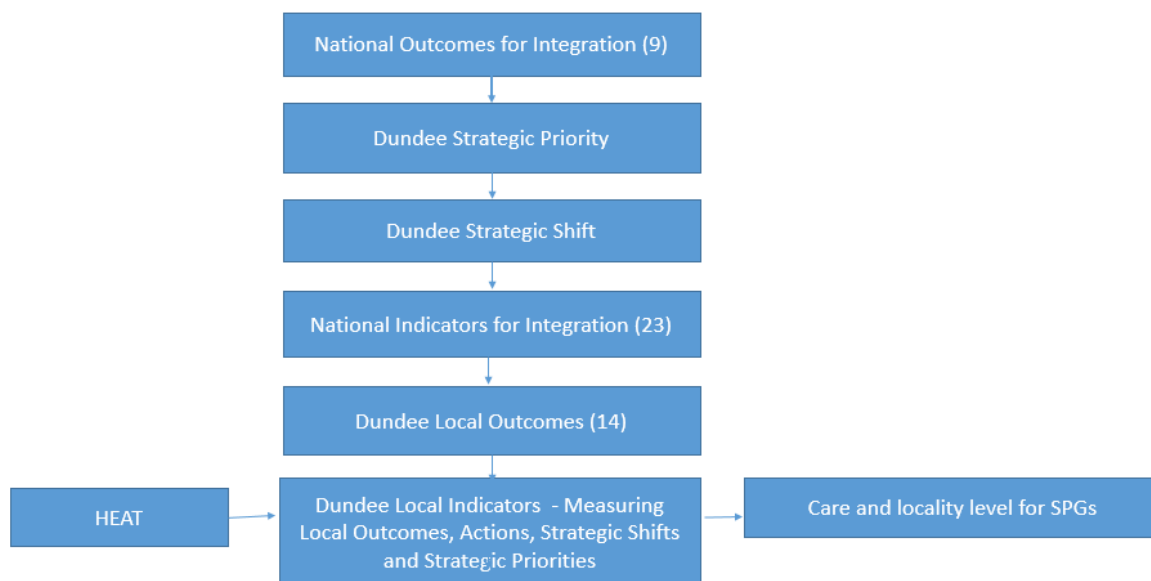 National Outcomes for Integration (9)
Dundee Strategic Priority
Dundee Strategic Shift
National Indicators for Integration (23)
Dundee Local Outcomes (14)
HEAT
Dundee Local Indicators  - Measuring
Local Outcomes, Actions, Strategic Shifts
and Strategic Priorities
Care and locality level for SPGs